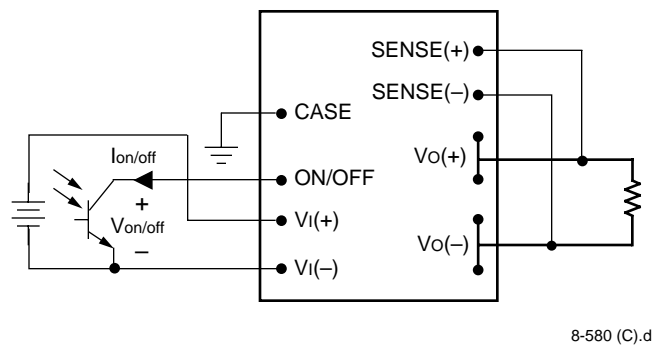 SENSE(+)
SENSE(–)
CASE
Ion/off
ON/OFF
VO(+)
+
Von/off
–
VI(+)
VO(–)
VI(–)
8-580 (C).d